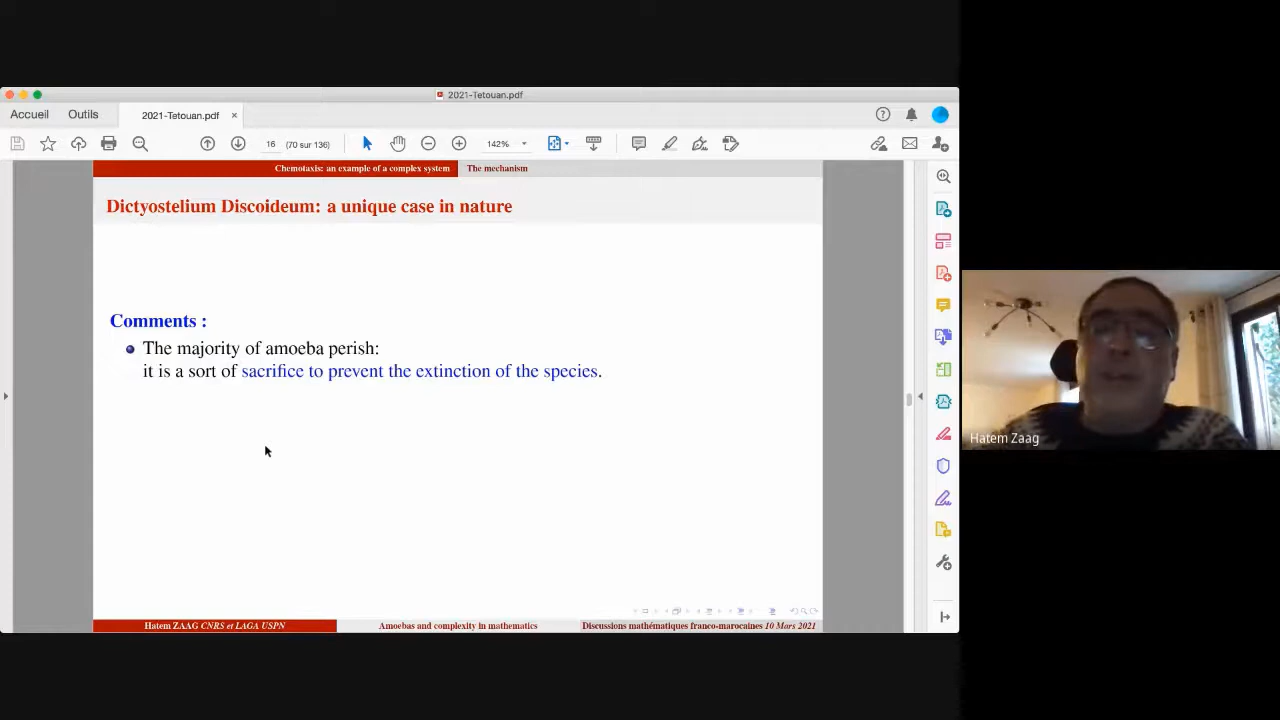 2021-Tetouan.pdf
Accueil
Outils
2021-Tetouan.pdf ×
16
(70 sur 136)
142%
Chemotaxis: an example of a complex system
The mechanism
Dictyostelium Discoideum: a unique case in nature
Comments :
The majority of amoeba perish:
it is a sort of sacrifice to prevent the extinction of the species.
Hatem ZAAG CNRS et LAGA USPN
Amoebas and complexity in mathematics
Discussions mathématiques franco-marocaines 10 Mars 2021
Hatem Zaag